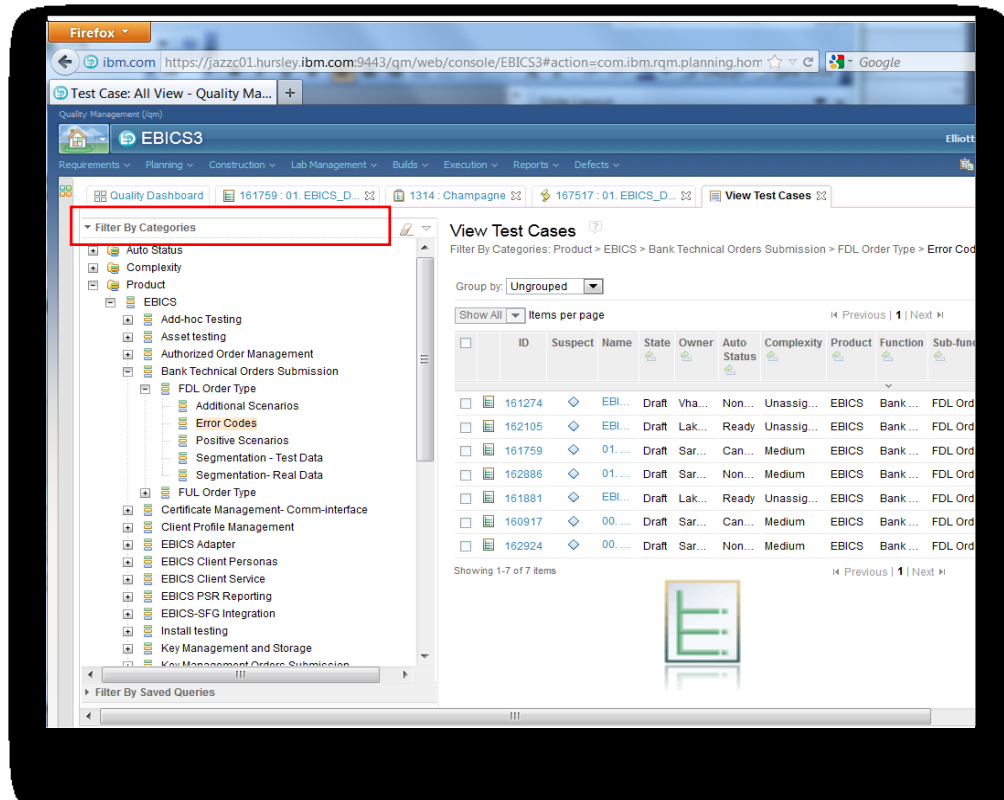 Firefox
ibm.com https://jazzc01.hursley.ibm.com:9443/qm/web/console/EBICS3#action=com.ibm.rqm.planning.hom Google
Test Case: All View - Quality Ma... +
Quality Management (/qm)
EBICS3 Elliott
Requirements Planning Construction Lab Management Builds Execution Reports Defects
Quality Dashboard 161759 : 01. EBICS_D... 1314 : Champagne 167517 : 01. EBICS_D... View Test Cases
Filter By Categories
Auto Status
Complexity
Product
EBICS
Add-hoc Testing
Asset testing
Authorized Order Management
Bank Technical Orders Submission
FDL Order Type
Additional Scenarios
Error Codes
Positive Scenarios
Segmentation - Test Data
Segmentation- Real Data
FUL Order Type
Certificate Management- Comm-interface
Client Profile Management
EBICS Adapter
EBICS Client Personas
EBICS Client Service
EBICS PSR Reporting
EBICS-SFG Integration
Install testing
Key Management and Storage
Key Management Orders Submission
Filter By Saved Queries
View Test Cases ?
Filter By Categories: Product > EBICS > Bank Technical Orders Submission > FDL Order Type > Error Cod
Group by: Ungrouped
Show All Items per page Previous | 1 | Next
ID Suspect Name State Owner Auto Status Complexity Product Function Sub-func
161274 EBI... Draft Vha... Non... Unassig... EBICS Bank ... FDL Ord
162105 EBI... Draft Lak... Ready Unassig... EBICS Bank ... FDL Ord
161759 01. ... Draft Sar... Can... Medium EBICS Bank ... FDL Ord
162886 01. ... Draft Sar... Non... Medium EBICS Bank ... FDL Ord
161881 EBI... Draft Lak... Ready Unassig... EBICS Bank ... FDL Ord
160917 00. ... Draft Sar... Can... Medium EBICS Bank ... FDL Ord
162924 00. ... Draft Sar... Non... Medium EBICS Bank ... FDL Ord
Showing 1-7 of 7 items Previous | 1 | Next